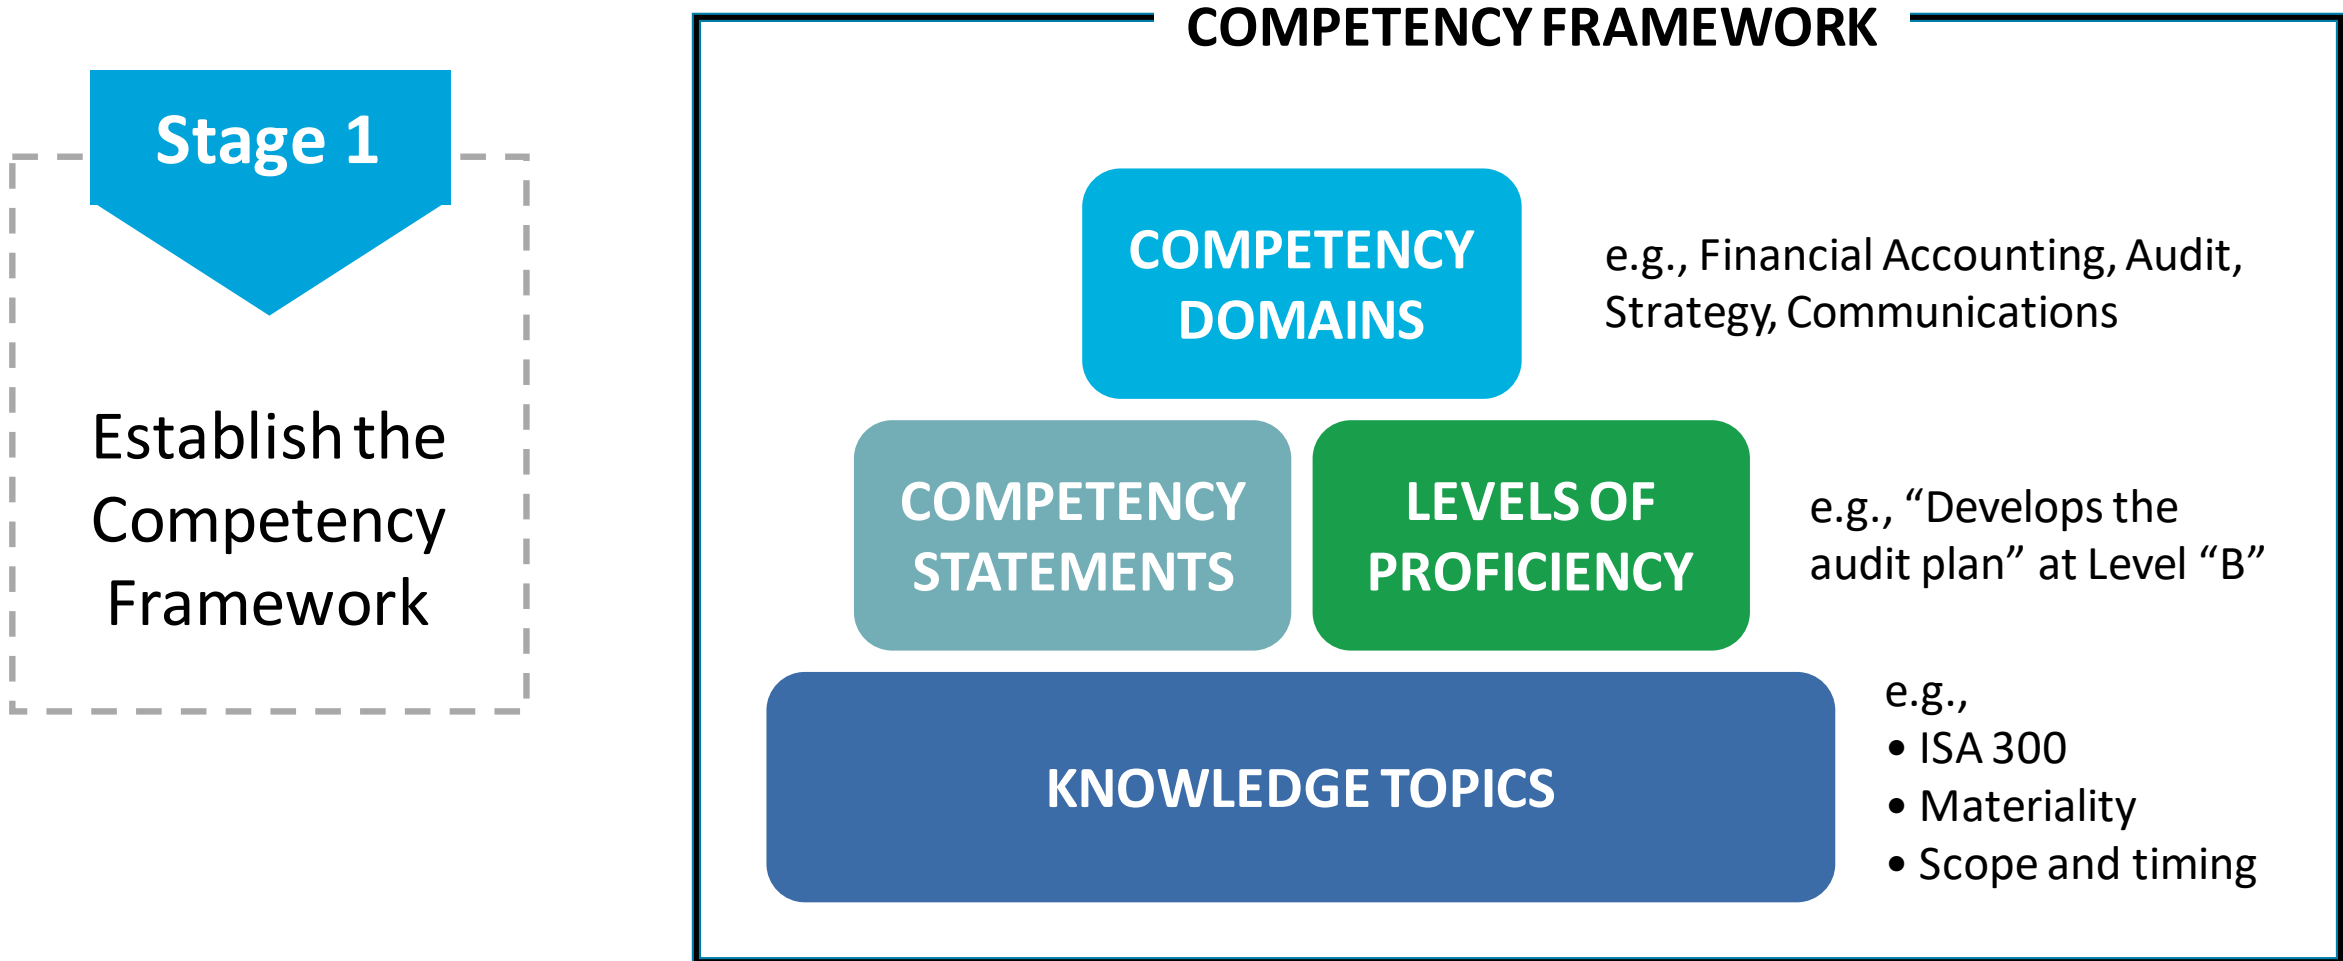 Stage 1
Establish the
Competency
Framework
COMPETENCY FRAMEWORK
COMPETENCY
DOMAINS
e.g., Financial Accounting, Audit,
Strategy, Communications
COMPETENCY
STATEMENTS
LEVELS OF
PROFICIENCY
e.g., “Develops the
audit plan” at Level “B”
KNOWLEDGE TOPICS
e.g.,
• ISA 300
• Materiality
• Scope and timing